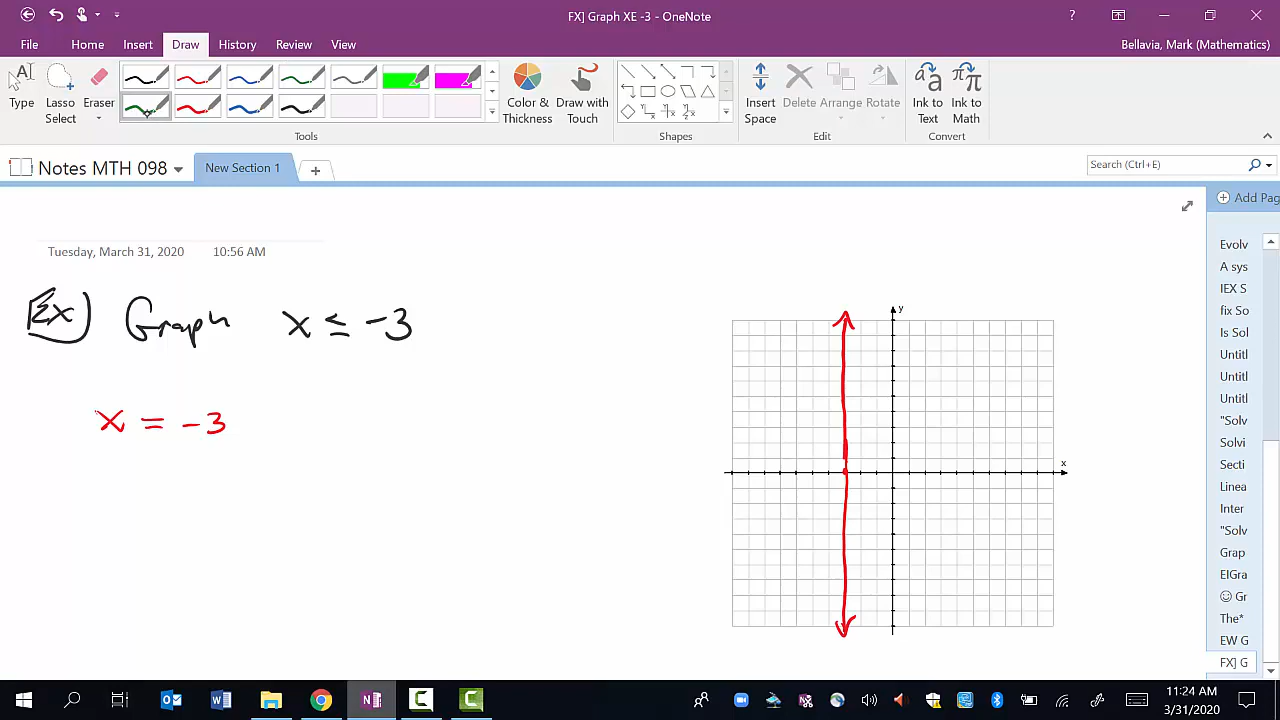 FX] Graph XE -3 - OneNote
?
File Home Insert Draw History Review View
Bellavia, Mark (Mathematics)
Type
Lasso Select
Eraser
Color & Thickness
Draw with Touch
Insert Space
Delete
Arrange
Rotate
Ink to Text
Ink to Math
Tools
Shapes
Edit
Convert
Notes MTH 098
New Section 1
Search (Ctrl+E)
Add Pag
Tuesday, March 31, 2020 10:56 AM
Ex) Graph x ≤ -3
x = -3
y
x
Evolv
A sys
IEX S
fix So
Is Sol
Untitl
Untitl
Untitl
"Solv
Solvi
Secti
Linea
Inter
"Solv
Grap
EIGra
☺ Gr
The*
EW G
FX] G
11:24 AM
3/31/2020